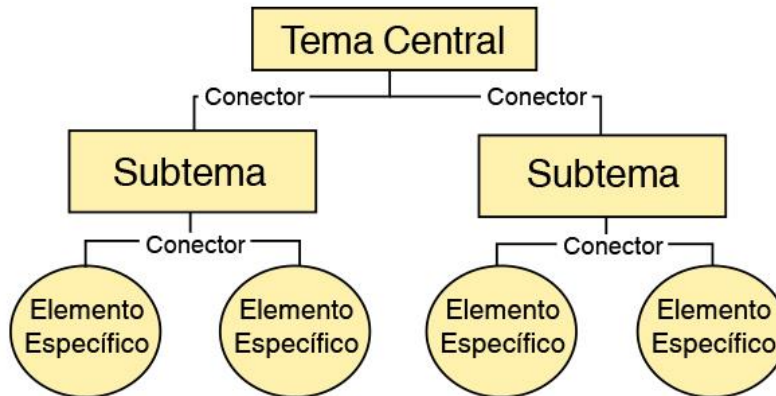 Tema Central
Conector
Conector
Subtema
Subtema
Conector
Conector
Elemento
Específico
Elemento
Específico
Elemento
Específico
Elemento
Específico